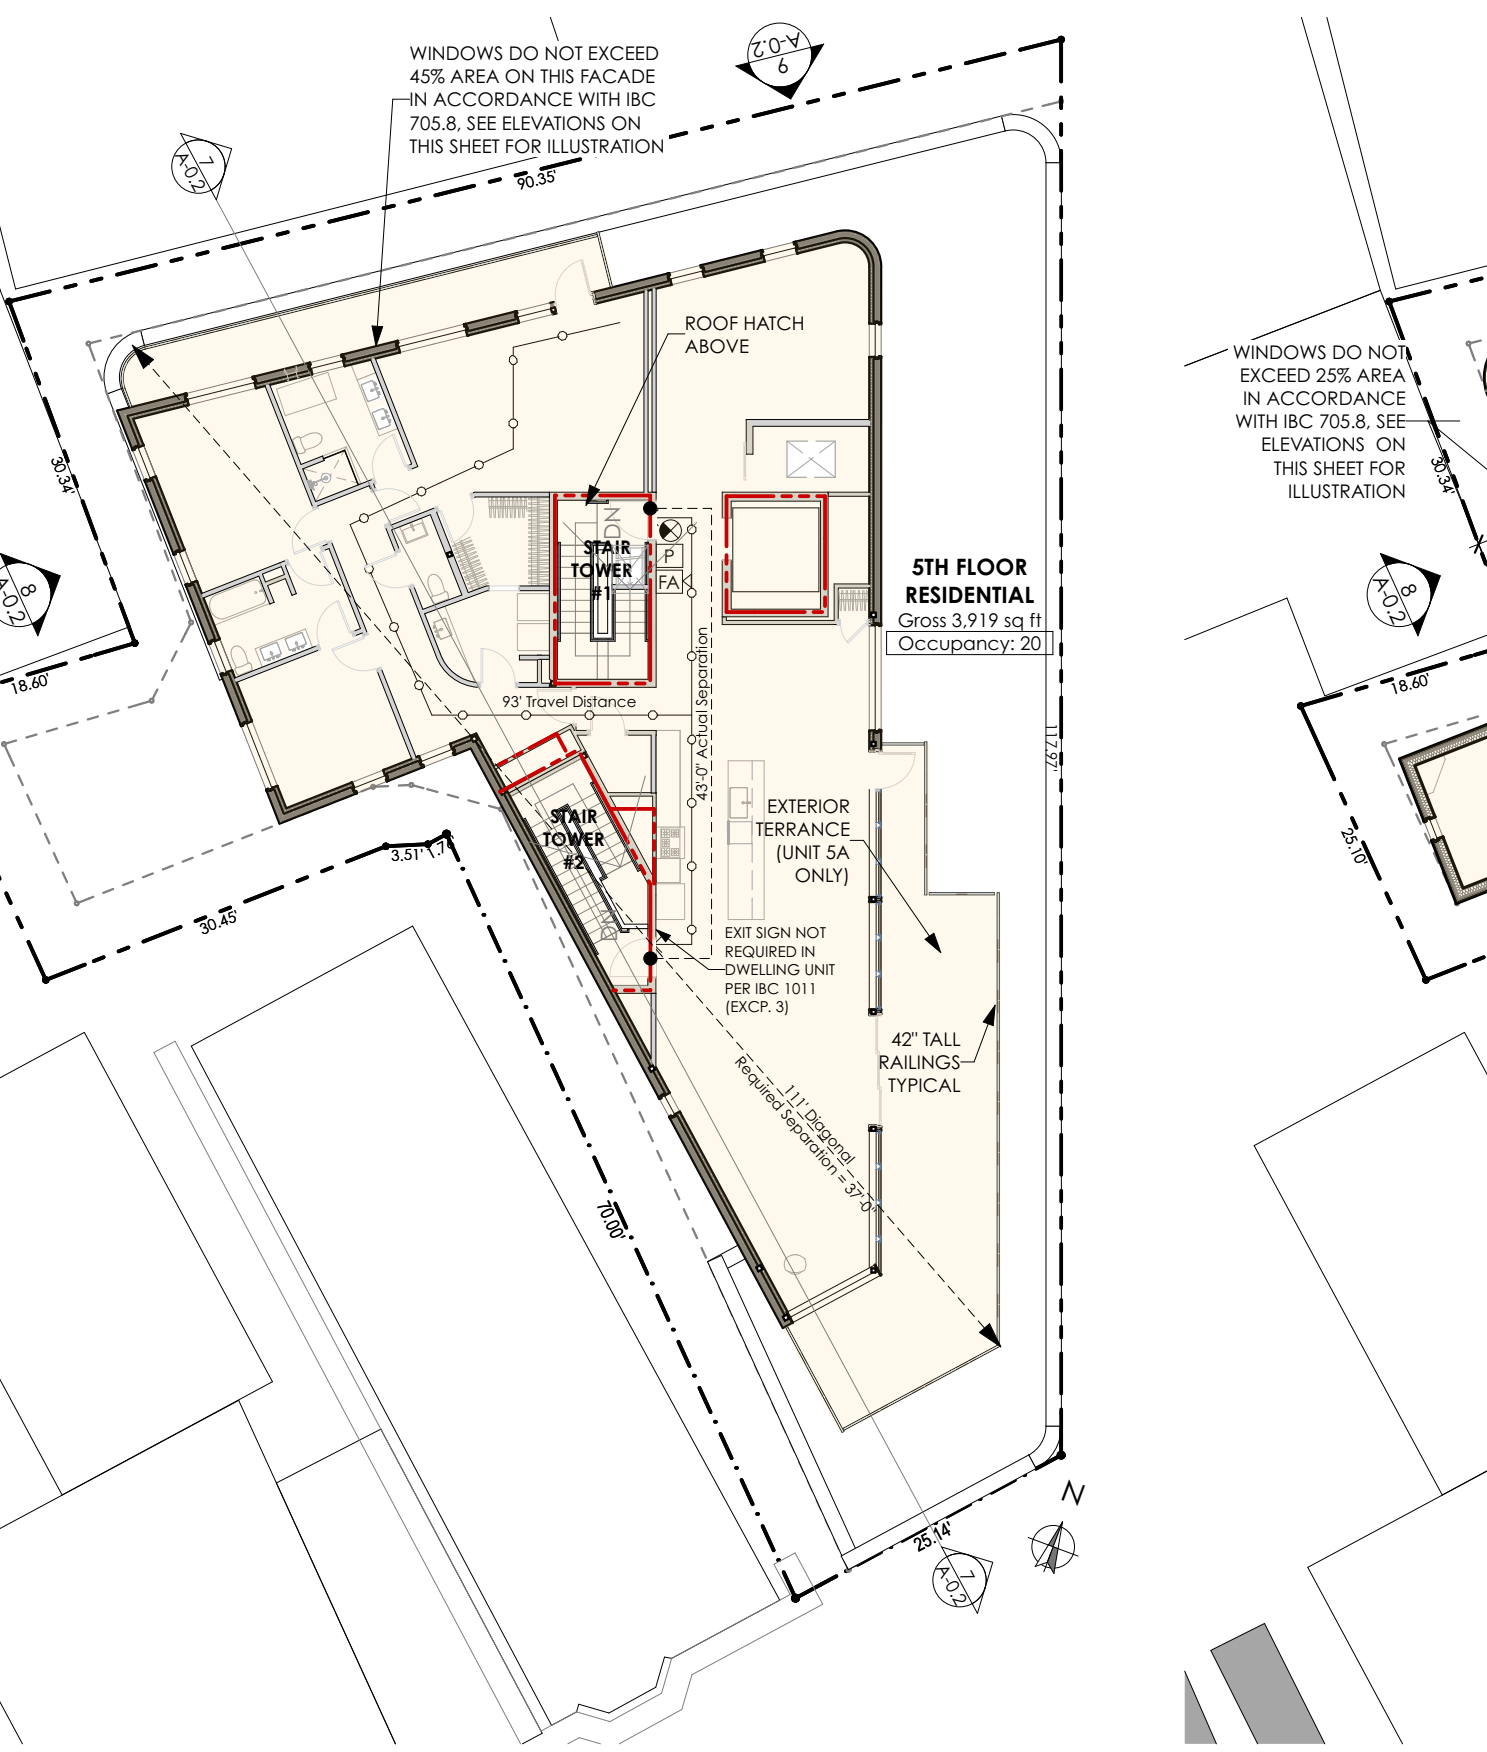 WINDOWS DO NOT EXCEED
45% AREA ON THIS FACADE
IN ACCORDANCE WITH IBC
705.8, SEE ELEVATIONS ON
THIS SHEET FOR ILLUSTRATION
9
A-0.2
7
A-0.2
90.35'
ROOF HATCH
ABOVE
WINDOWS DO NOT
EXCEED 25% AREA
IN ACCORDANCE
WITH IBC 705.8, SEE
ELEVATIONS ON
THIS SHEET FOR
ILLUSTRATION
30.34'
30.34'
DN
STAIR
TOWER
#1
P
FA
5TH FLOOR
RESIDENTIAL
Gross 3,919 sq ft
Occupancy: 20
8
A-0.2
8
A-0.2
18.60'
18.60'
93' Travel Distance
43'-0" Actual Separation
117.97'
STAIR
TOWER
#2
DN
EXTERIOR
TERRANCE
(UNIT 5A
ONLY)
3.51'
1.76'
25.10'
30.45'
EXIT SIGN NOT
REQUIRED IN
DWELLING UNIT
PER IBC 1011
(EXCP. 3)
42" TALL
RAILINGS
TYPICAL
111' Diagonal
Required Separation = 37'-0"
70.00'
N
25.14'
7
A-0.2